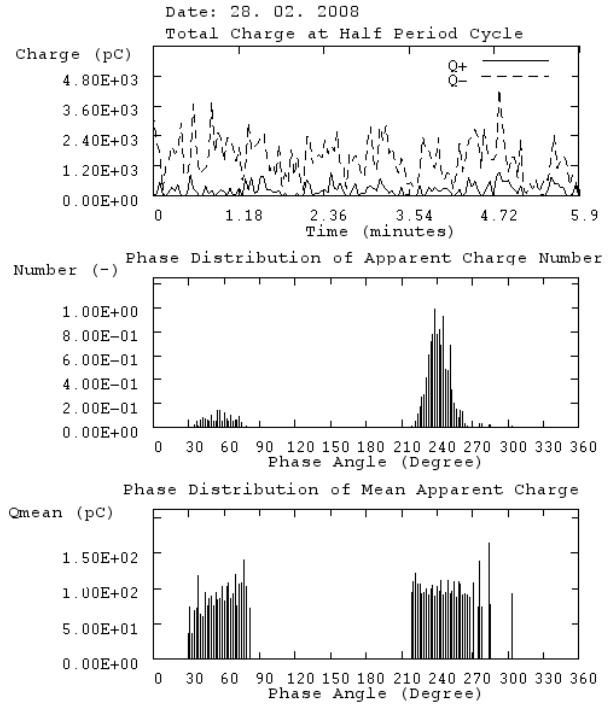 Date: 28. 02. 2008
Total Charge at Half Period Cycle
Charge (pC)
Q+
Q-
4.80E+03
3.60E+03
2.40E+03
1.20E+03
0.00E+00
0 1.18 2.36 3.54 4.72 5.9
Time (minutes)
Phase Distribution of Apparent Charge Number
Number (-)
1.00E+00
8.00E-01
6.00E-01
4.00E-01
2.00E-01
0.00E+00
0 30 60 90 120 150 180 210 240 270 300 330 360
Phase Angle (Degree)
Phase Distribution of Mean Apparent Charge
Qmean (pC)
1.50E+02
1.00E+02
5.00E+01
0.00E+00
0 30 60 90 120 150 180 210 240 270 300 330 360
Phase Angle (Degree)